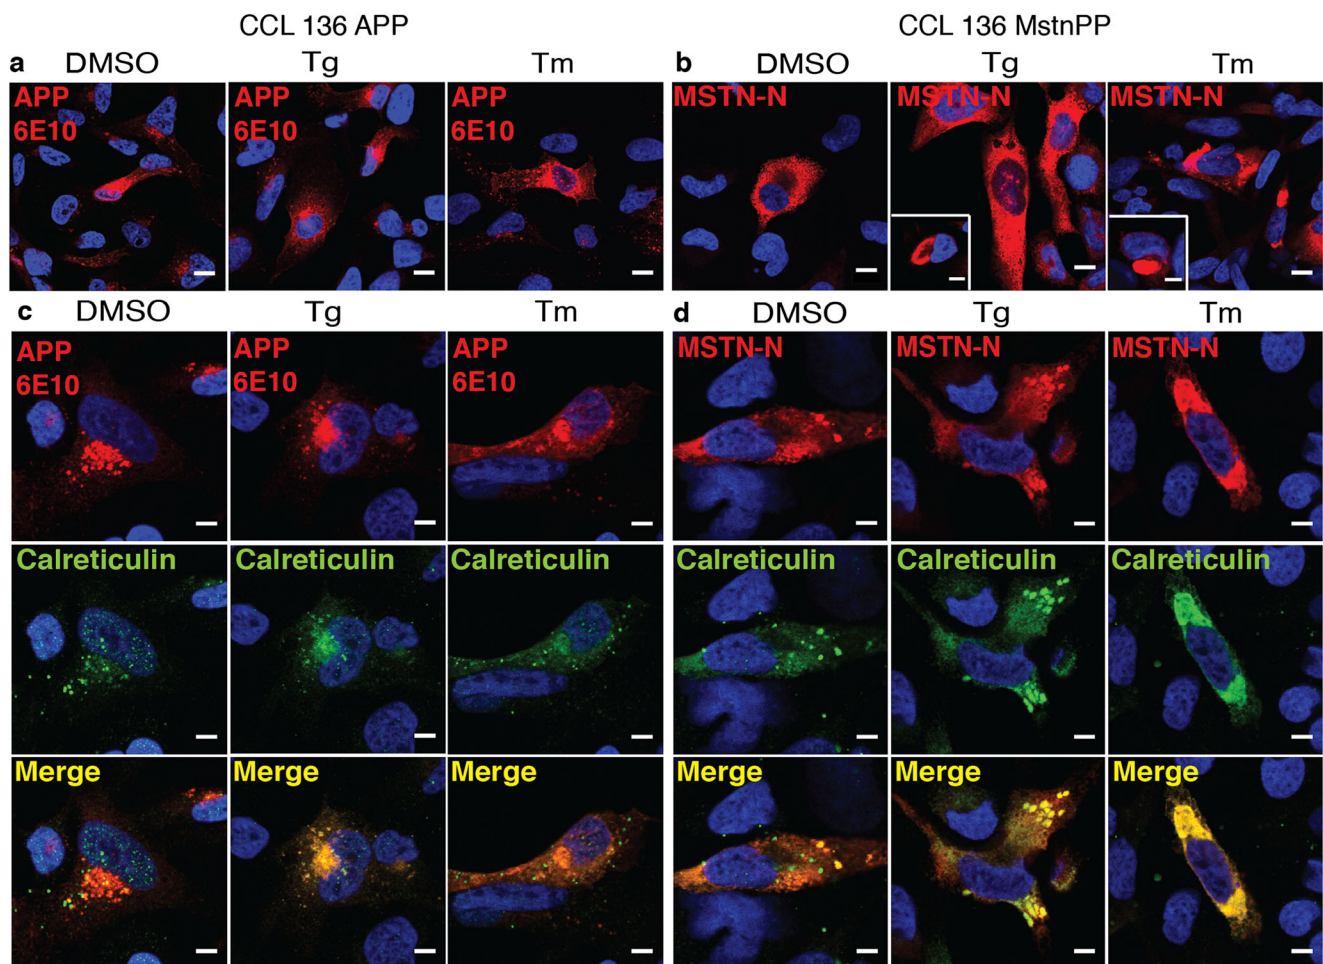 CCL 136 APP
CCL 136 MstnPP
a
DMSO
Tg
Tm
b
DMSO
Tg
Tm
APP
6E10
APP
6E10
APP
6E10
MSTN-N
MSTN-N
MSTN-N
c
DMSO
Tg
Tm
d
DMSO
Tg
Tm
APP
6E10
APP
6E10
APP
6E10
MSTN-N
MSTN-N
MSTN-N
Calreticulin
Calreticulin
Calreticulin
Calreticulin
Calreticulin
Calreticulin
Merge
Merge
Merge
Merge
Merge
Merge